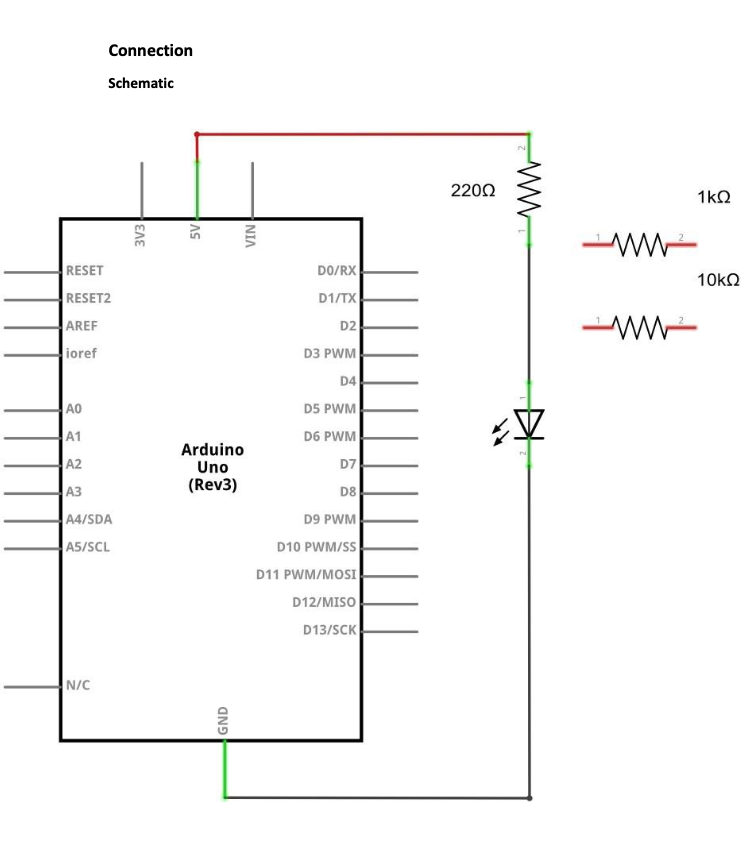 Connection
Schematic
2
220Ω
1
1kΩ
1 2
10kΩ
1 2
3V3
5V
VIN
RESET
RESET2
AREF
ioref
A0
A1
A2
A3
A4/SDA
A5/SCL
N/C
Arduino
Uno
(Rev3)
D0/RX
D1/TX
D2
D3 PWM
D4
D5 PWM
D6 PWM
D7
D8
D9 PWM
D10 PWM/SS
D11 PWM/MOSI
D12/MISO
D13/SCK
1
2
GND